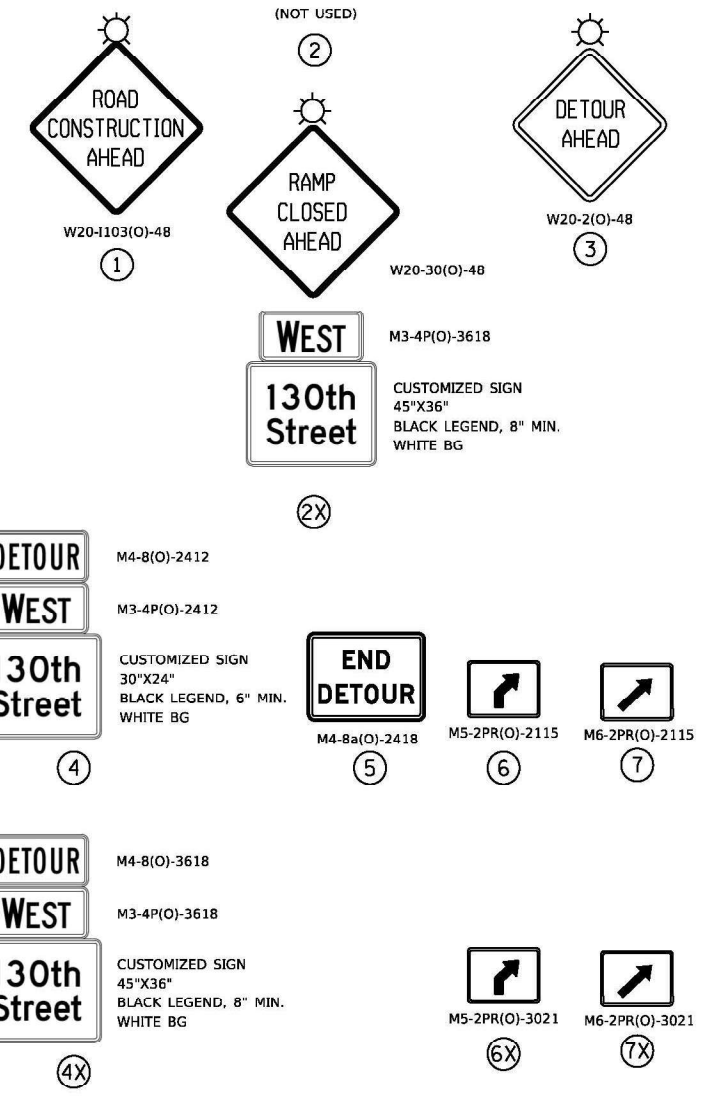 (NOT USED)
2
ROAD
CONSTRUCTION
AHEAD
W20-I103(O)-48
1
RAMP
CLOSED
AHEAD
W20-30(O)-48
WEST
M3-4P(O)-3618
130th
Street
CUSTOMIZED SIGN
45"X36"
BLACK LEGEND, 8" MIN.
WHITE BG
2X
DETOUR
AHEAD
W20-2(O)-48
3
DETOUR
M4-8(O)-2412
WEST
M3-4P(O)-2412
130th
Street
CUSTOMIZED SIGN
30"X24"
BLACK LEGEND, 6" MIN.
WHITE BG
4
END
DETOUR
M4-8a(O)-2418
5
M5-2PR(O)-2115
6
M6-2PR(O)-2115
7
DETOUR
M4-8(O)-3618
WEST
M3-4P(O)-3618
130th
Street
CUSTOMIZED SIGN
45"X36"
BLACK LEGEND, 8" MIN.
WHITE BG
4X
M5-2PR(O)-3021
6X
M6-2PR(O)-3021
7X